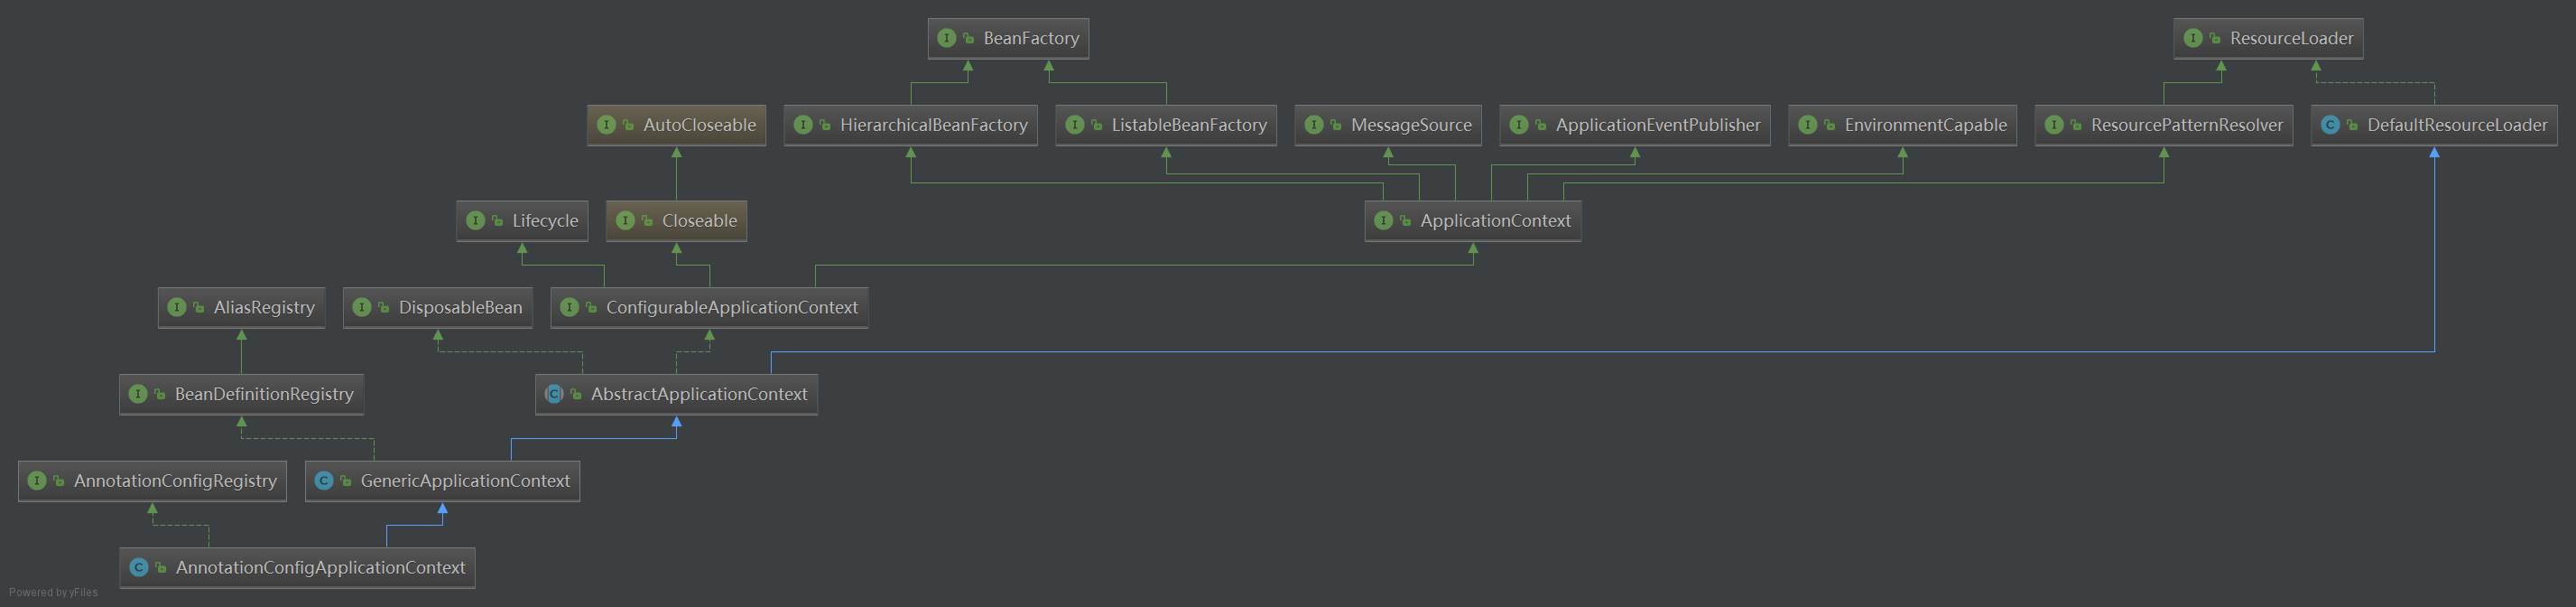 BeanFactory
ResourceLoader
AutoCloseable
HierarchicalBeanFactory
ListableBeanFactory
MessageSource
ApplicationEventPublisher
EnvironmentCapable
ResourcePatternResolver
DefaultResourceLoader
Lifecycle
Closeable
ApplicationContext
AliasRegistry
DisposableBean
ConfigurableApplicationContext
BeanDefinitionRegistry
AbstractApplicationContext
AnnotationConfigRegistry
GenericApplicationContext
AnnotationConfigApplicationContext
Powered by yFiles